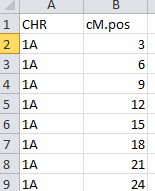 A B
1 CHR cM.pos
2 1A 3
3 1A 6
4 1A 9
5 1A 12
6 1A 15
7 1A 18
8 1A 21
9 1A 24